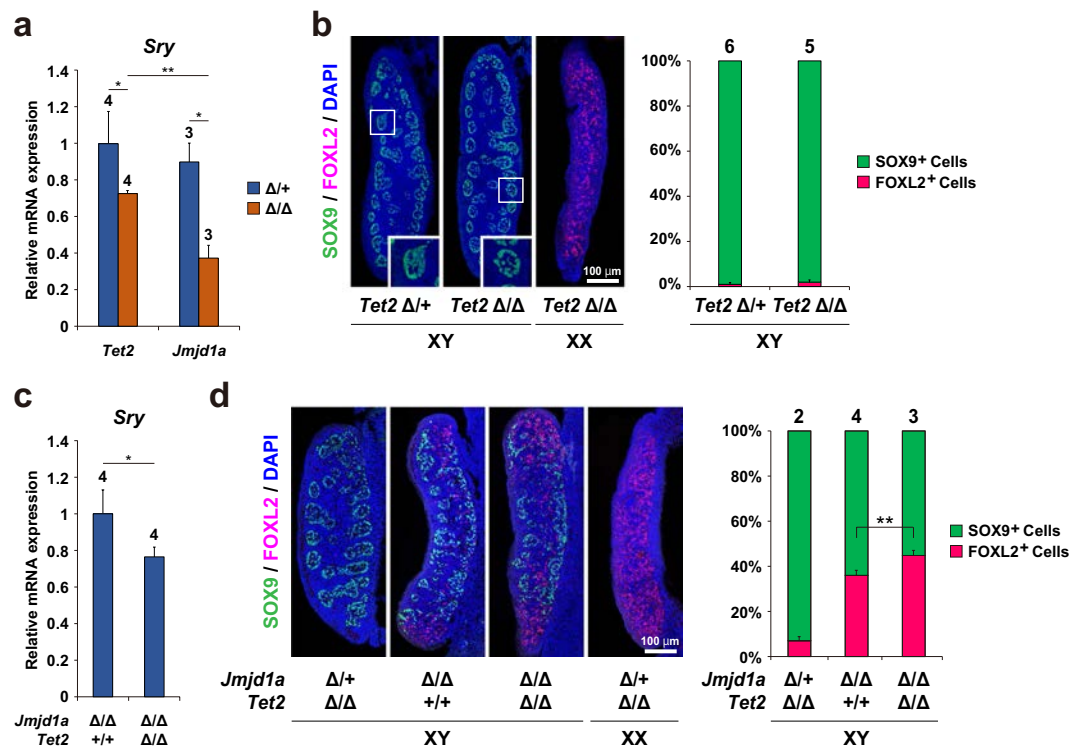 a
Sry
Relative mRNA expression
1.4
1.2
1
0.8
0.6
0.4
0.2
0
4
*
4
**
3
*
3
Δ/+
Δ/Δ
Tet2 Jmjd1a
b
SOX9 / FOXL2 / DAPI
100 μm
Tet2 Δ/+ Tet2 Δ/Δ Tet2 Δ/Δ
XY XX
6 5
100%
80%
60%
40%
20%
0%
SOX9+ Cells
FOXL2+ Cells
Tet2 Δ/+ Tet2 Δ/Δ
XY
c
Sry
Relative mRNA expression
1.4
1.2
1
0.8
0.6
0.4
0.2
0
*
4
4
Jmjd1a Δ/Δ Δ/Δ
Tet2 +/+ Δ/Δ
d
SOX9 / FOXL2 / DAPI
100 μm
Jmjd1a Δ/+ Δ/Δ Δ/Δ Δ/+
Tet2 Δ/Δ +/+ Δ/Δ Δ/Δ
XY XX
2 4 3
100%
80%
60%
40%
20%
0%
**
SOX9+ Cells
FOXL2+ Cells
Jmjd1a Δ/+ Δ/Δ Δ/Δ
Tet2 Δ/Δ +/+ Δ/Δ
XY